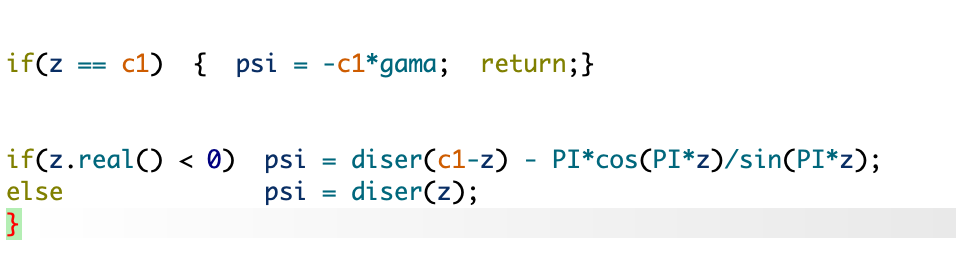 if(z == c1)  {  psi = -c1*gama;  return;}
if(z.real() < 0)  psi = diser(c1-z) - PI*cos(PI*z)/sin(PI*z);
else              psi = diser(z);
}